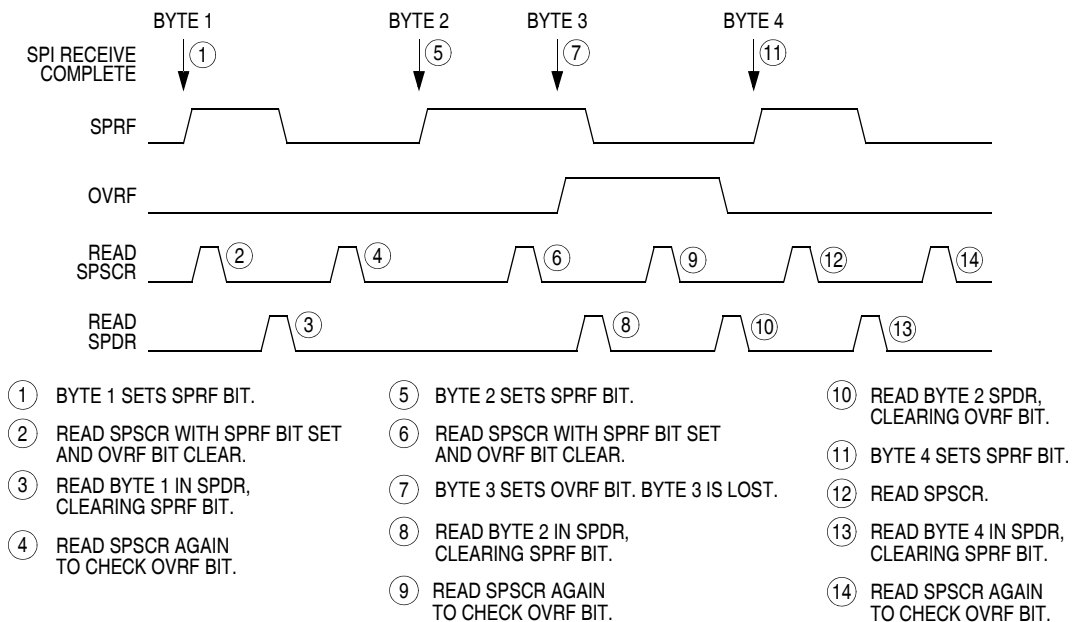 BYTE 1
BYTE 2
BYTE 3
BYTE 4
SPI RECEIVE
COMPLETE
1
5
7
11
SPRF
OVRF
READ
SPSCR
2
4
6
9
12
14
READ
SPDR
3
8
10
13
1 BYTE 1 SETS SPRF BIT.
2 READ SPSCR WITH SPRF BIT SET
AND OVRF BIT CLEAR.
3 READ BYTE 1 IN SPDR,
CLEARING SPRF BIT.
4 READ SPSCR AGAIN
TO CHECK OVRF BIT.
5 BYTE 2 SETS SPRF BIT.
6 READ SPSCR WITH SPRF BIT SET
AND OVRF BIT CLEAR.
7 BYTE 3 SETS OVRF BIT. BYTE 3 IS LOST.
8 READ BYTE 2 IN SPDR,
CLEARING SPRF BIT.
9 READ SPSCR AGAIN
TO CHECK OVRF BIT.
10 READ BYTE 2 SPDR,
CLEARING OVRF BIT.
11 BYTE 4 SETS SPRF BIT.
12 READ SPSCR.
13 READ BYTE 4 IN SPDR,
CLEARING SPRF BIT.
14 READ SPSCR AGAIN
TO CHECK OVRF BIT.